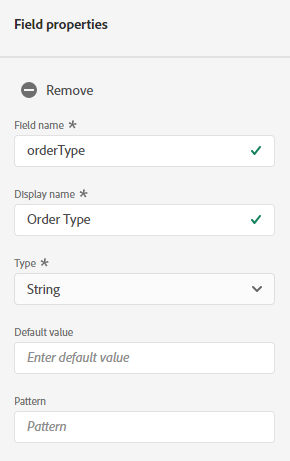 Field properties
Remove
Field name *
orderType
Display name *
Order Type
Type *
String
Default value
Enter default value
Pattern
Pattern